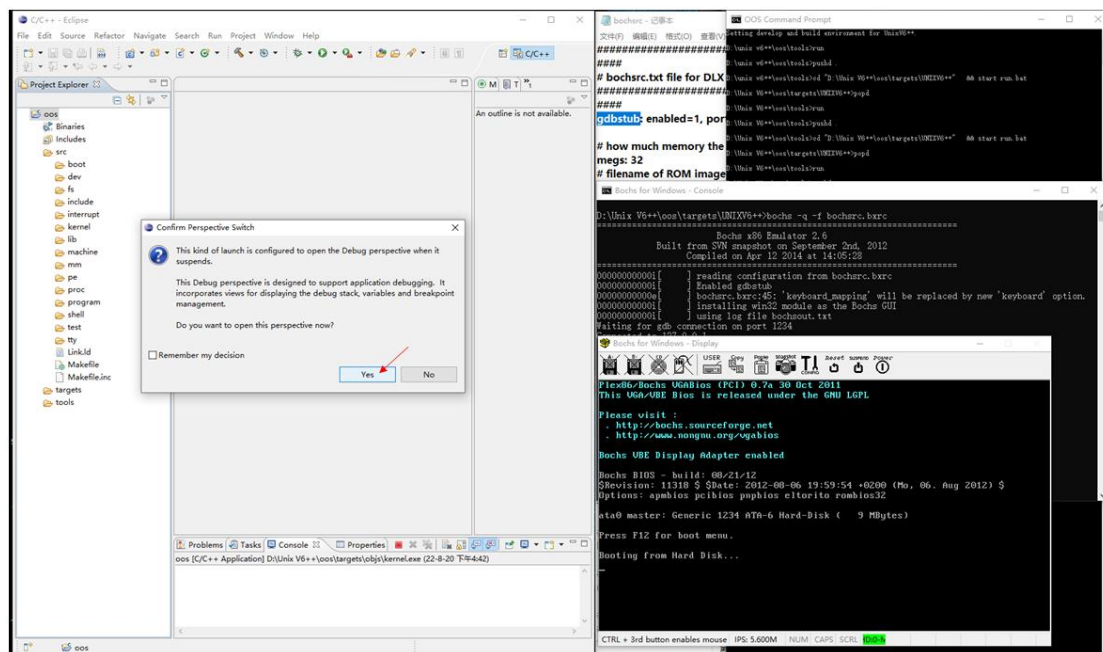 C/C++ - Eclipse
File Edit Source Refactor Navigate Search Run Project Window Help
C/C++
Project Explorer
oos
Binaries
Includes
src
boot
dev
fs
include
interrupt
kernel
lib
machine
mm
pe
proc
program
shell
test
tty
Link.ld
Makefile
Makefile.inc
targets
tools
M T 1
An outline is not available.
Confirm Perspective Switch
This kind of launch is configured to open the Debug perspective when it
suspends.
This Debug perspective is designed to support application debugging. It
incorporates views for displaying the debug stack, variables and breakpoint
management.
Do you want to open this perspective now?
Remember my decision
Yes No
Problems Tasks Console Properties
oos [C/C++ Application] D:\Unix V6++\oos\targets\objs\kernel.exe (22-8-20 下午4:42)
oos
bochsrc - 记事本
文件(F) 编辑(E) 格式(O) 查看(V)
####
# bochsrc.txt file for DLX
####
gdbstub: enabled=1, por
# how much memory the
megs: 32
# filename of ROM image
OOS Command Prompt
Setting develop and build environment for UnixV6++.
D:\Unix v6++\oos\tools>run
D:\Unix v6++\oos\tools>pushd .
D:\Unix v6++\oos\tools>cd "D:\Unix V6++\oos\targets\UNIXV6++" && start run.bat
D:\Unix V6++\oos\targets\UNIXV6++>popd
D:\Unix v6++\oos\tools>run
D:\Unix v6++\oos\tools>pushd .
D:\Unix v6++\oos\tools>cd "D:\Unix V6++\oos\targets\UNIXV6++" && start run.bat
D:\Unix V6++\oos\targets\UNIXV6++>popd
D:\Unix v6++\oos\tools>run
Bochs for Windows - Console
D:\Unix V6++\oos\targets\UNIXV6++>bochs -q -f bochsrc.bxrc
Bochs x86 Emulator 2.6
Built from SVN snapshot on September 2nd, 2012
Compiled on Apr 12 2014 at 14:05:28
00000000000i[ ] reading configuration from bochsrc.bxrc
00000000000i[ ] Enabled gdbstub
00000000000e[ ] bochsrc.bxrc:45: 'keyboard_mapping' will be replaced by new 'keyboard' option.
00000000000i[ ] installing win32 module as the Bochs GUI
00000000000i[ ] using log file bochsout.txt
Waiting for gdb connection on port 1234
Bochs for Windows - Display
USER Copy Paste snapshot CONFIG Reset suspend Power
Plex86/Bochs VGABios (PCI) 0.7a 30 Oct 2011
This VGA/VBE Bios is released under the GNU LGPL
Please visit :
. http://bochs.sourceforge.net
. http://www.nongnu.org/vgabios
Bochs VBE Display Adapter enabled
Bochs BIOS - build: 08/21/12
$Revision: 11318 $ $Date: 2012-08-06 19:59:54 +0200 (Mo, 06. Aug 2012) $
Options: apmbios pcibios pnpbios eltorito rombios32
ata0 master: Generic 1234 ATA-6 Hard-Disk ( 9 MBytes)
Press F12 for boot menu.
Booting from Hard Disk...
CTRL + 3rd button enables mouse IPS: 5.600M NUM CAPS SCRL